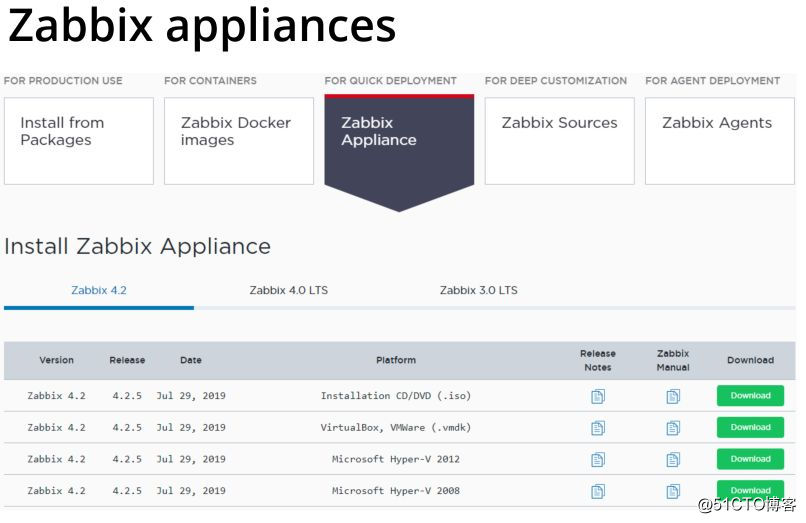 Zabbix appliances
FOR PRODUCTION USE FOR CONTAINERS FOR QUICK DEPLOYMENT FOR DEEP CUSTOMIZATION FOR AGENT DEPLOYMENT
Install from Packages
Zabbix Docker images
Zabbix Appliance
Zabbix Sources
Zabbix Agents
Install Zabbix Appliance
Zabbix 4.2 Zabbix 4.0 LTS Zabbix 3.0 LTS
Version Release Date Platform Release Notes Zabbix Manual Download
Zabbix 4.2 4.2.5 Jul 29, 2019 Installation CD/DVD (.iso) Download
Zabbix 4.2 4.2.5 Jul 29, 2019 VirtualBox, VMWare (.vmdk) Download
Zabbix 4.2 4.2.5 Jul 29, 2019 Microsoft Hyper-V 2012 Download
Zabbix 4.2 4.2.5 Jul 29, 2019 Microsoft Hyper-V 2008 Download
@51CTO博客